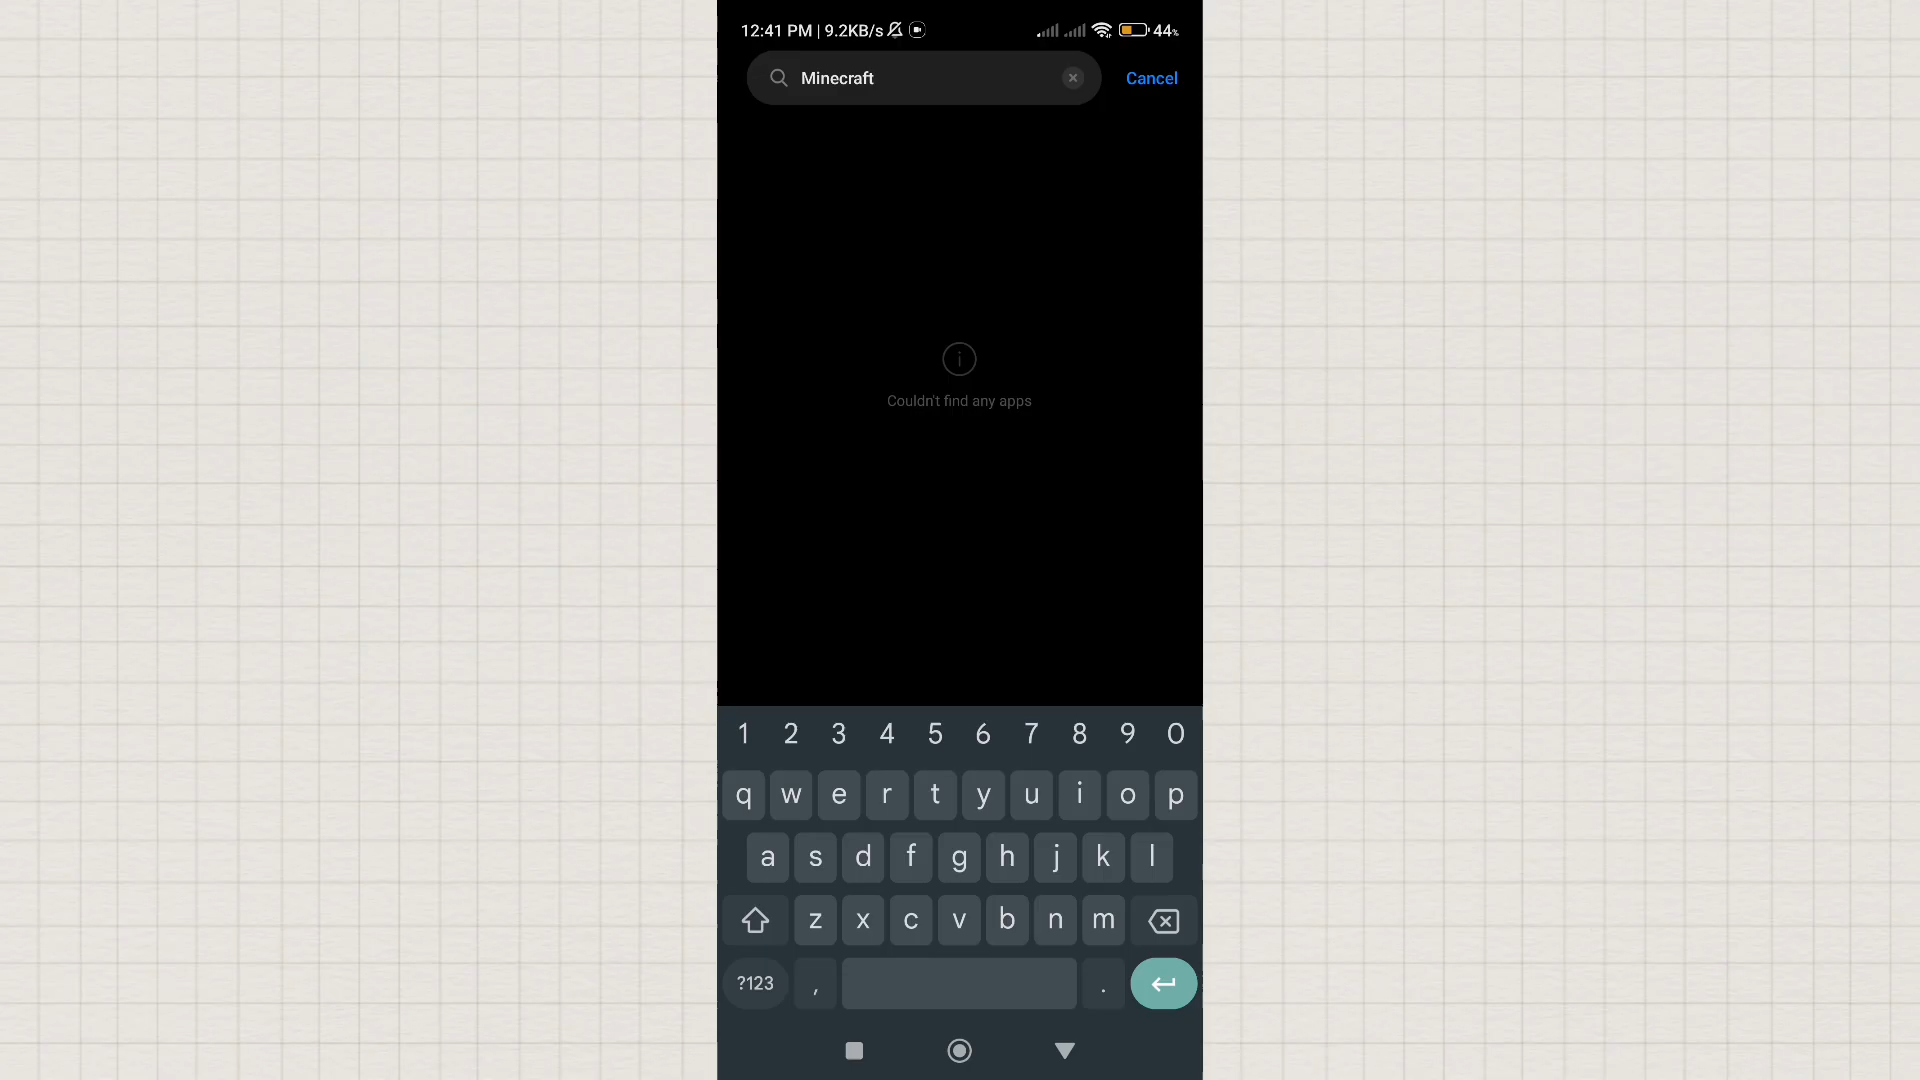 12:41 PM | 9.2KB/s 44%
Minecraft
Cancel
Couldn't find any apps
1 2 3 4 5 6 7 8 9 0
q w e r t y u i o p
a s d f g h j k l
z x c v b n m
?123 , .